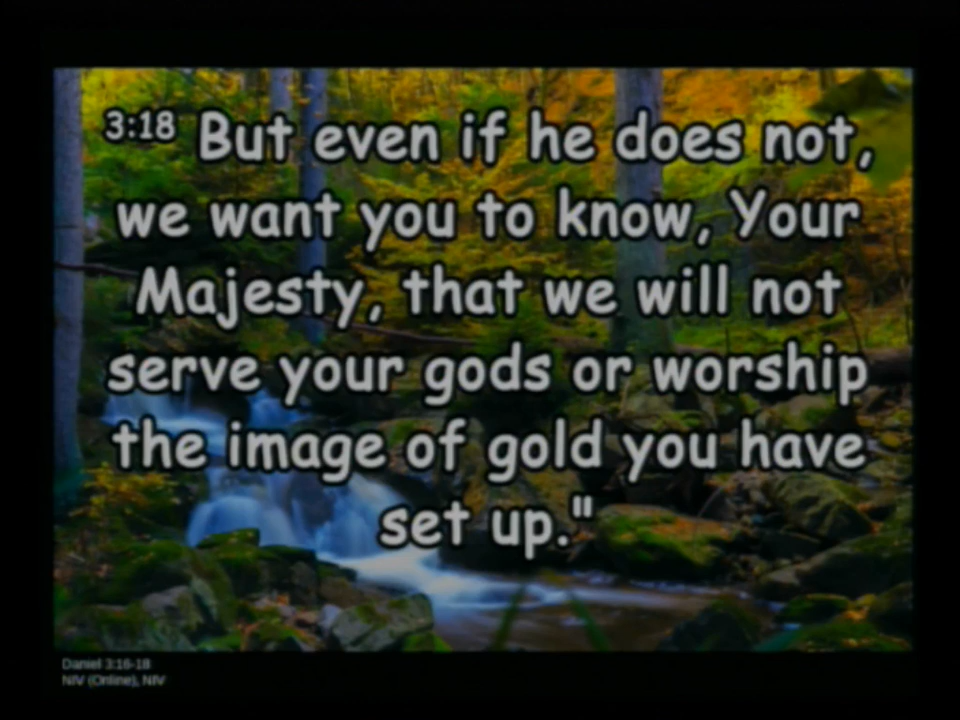 3:18 But even if he does not,
we want you to know, Your
Majesty, that we will not
serve your gods or worship
the image of gold you have
set up."
Daniel 3:16-18
NIV (Online), NIV